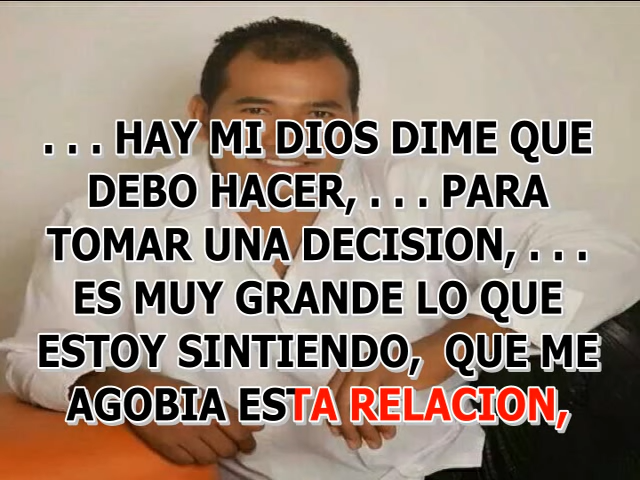 . . . HAY MI DIOS DIME QUE
DEBO HACER, . . . PARA
TOMAR UNA DECISION, . . .
ES MUY GRANDE LO QUE
ESTOY SINTIENDO,  QUE ME
AGOBIA ESTA RELACION,